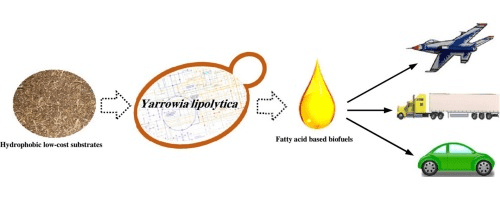 Hydrophobic low-cost substrates
Yarrowia lipolytica
Fatty acid based biofuels